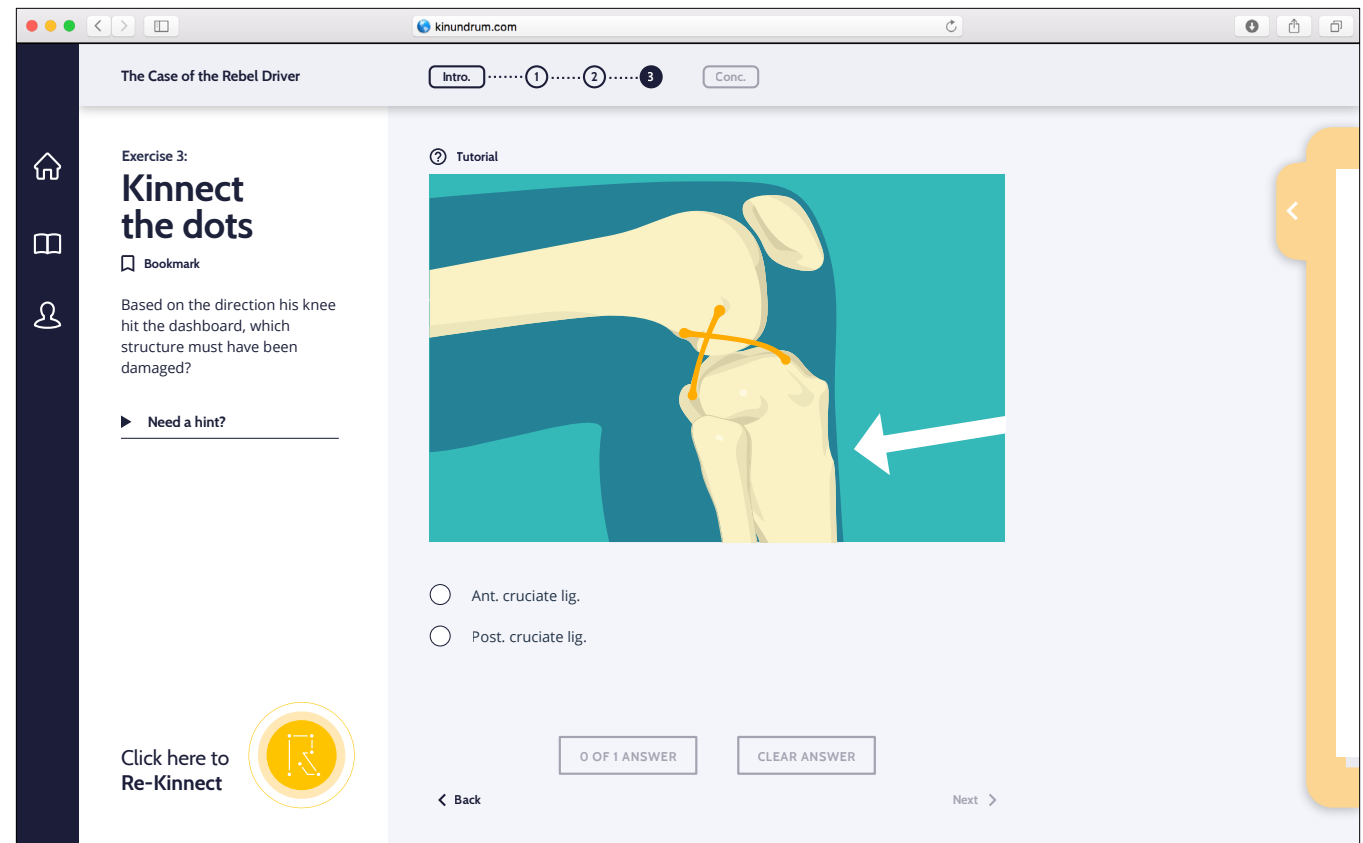 kinundrum.com
The Case of the Rebel Driver
Intro.
1
2
3
Conc.
Exercise 3:
Kinnect
the dots
Bookmark
Based on the direction his knee
hit the dashboard, which
structure must have been
damaged?
Need a hint?
Tutorial
Ant. cruciate lig.
Post. cruciate lig.
0 OF 1 ANSWER
CLEAR ANSWER
Click here to
Re-Kinnect
R
Back
Next